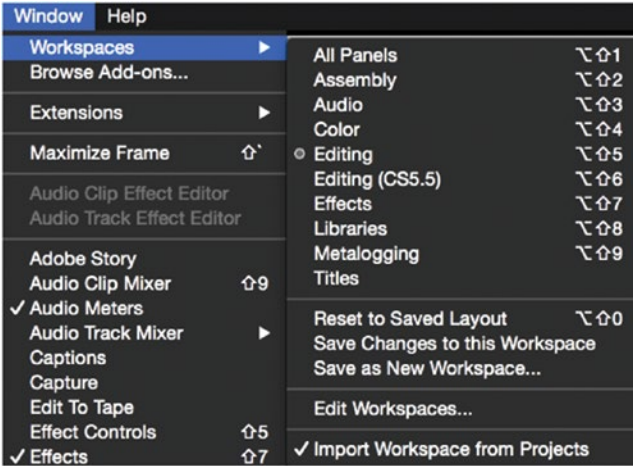 Window Help
Workspaces ▶
Browse Add-ons...
Extensions ▶
Maximize Frame ⇧`
Audio Clip Effect Editor
Audio Track Effect Editor
Adobe Story
Audio Clip Mixer ⇧9
✓ Audio Meters
Audio Track Mixer ▶
Captions
Capture
Edit To Tape
Effect Controls ⇧5
✓ Effects ⇧7
All Panels ⌥⇧1
Assembly ⌥⇧2
Audio ⌥⇧3
Color ⌥⇧4
Editing ⌥⇧5
Editing (CS5.5) ⌥⇧6
Effects ⌥⇧7
Libraries ⌥⇧8
Metalogging ⌥⇧9
Titles
Reset to Saved Layout ⌥⇧0
Save Changes to this Workspace
Save as New Workspace...
Edit Workspaces...
✓ Import Workspace from Projects